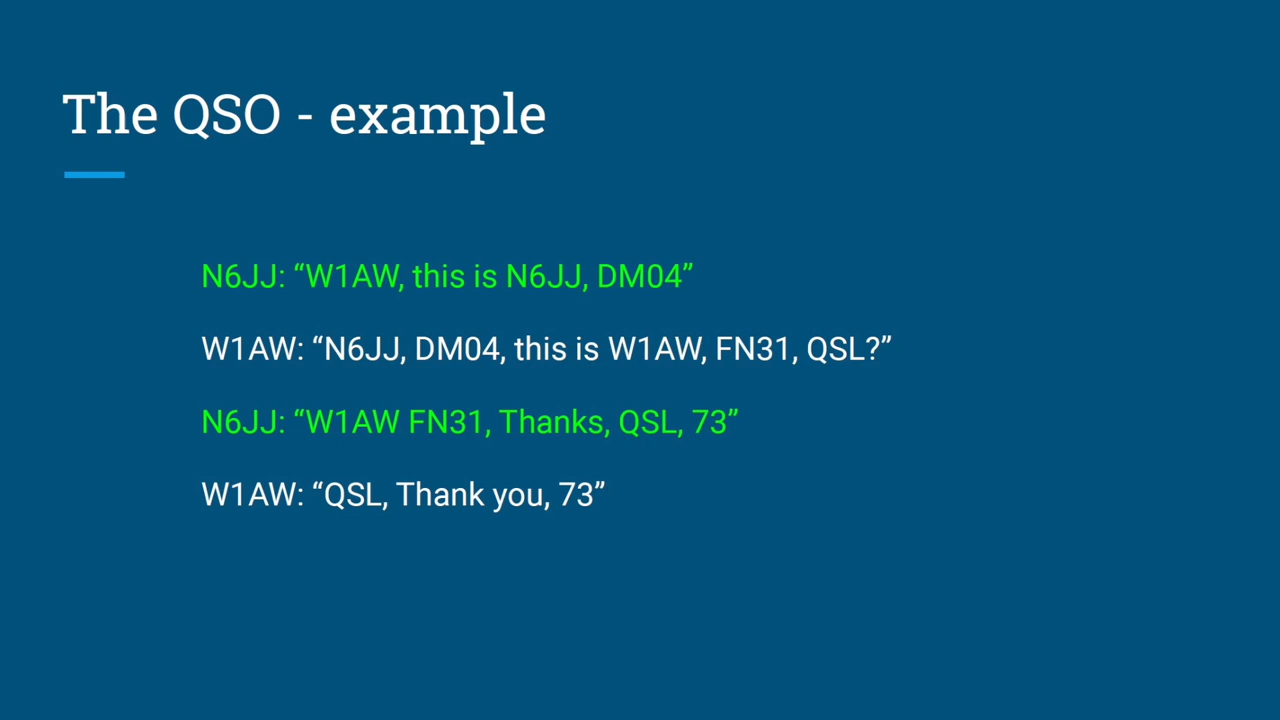 The QSO - example
N6JJ: “W1AW, this is N6JJ, DM04”
W1AW: “N6JJ, DM04, this is W1AW, FN31, QSL?”
N6JJ: “W1AW FN31, Thanks, QSL, 73”
W1AW: “QSL, Thank you, 73”